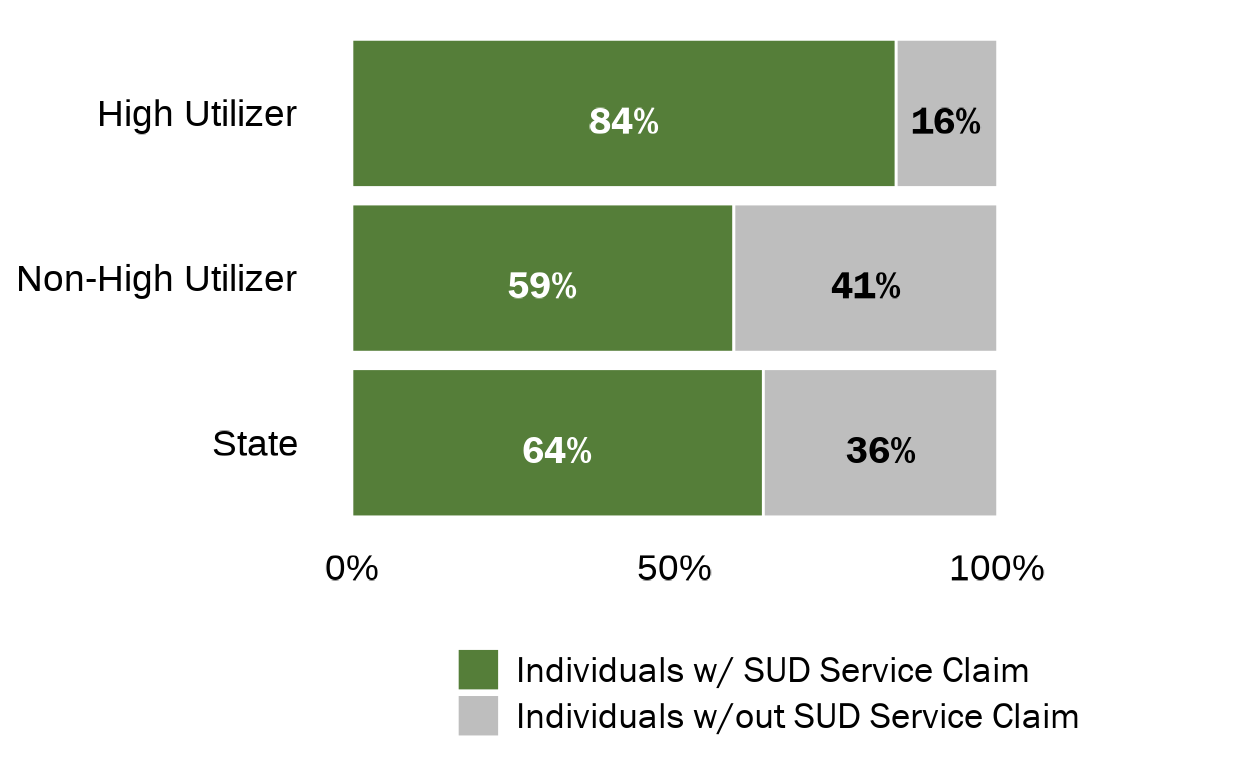 High Utilizer
84%
16%
Non-High Utilizer
59%
41%
State
64%
36%
0%
50%
100%
Individuals w/ SUD Service Claim
Individuals w/out SUD Service Claim